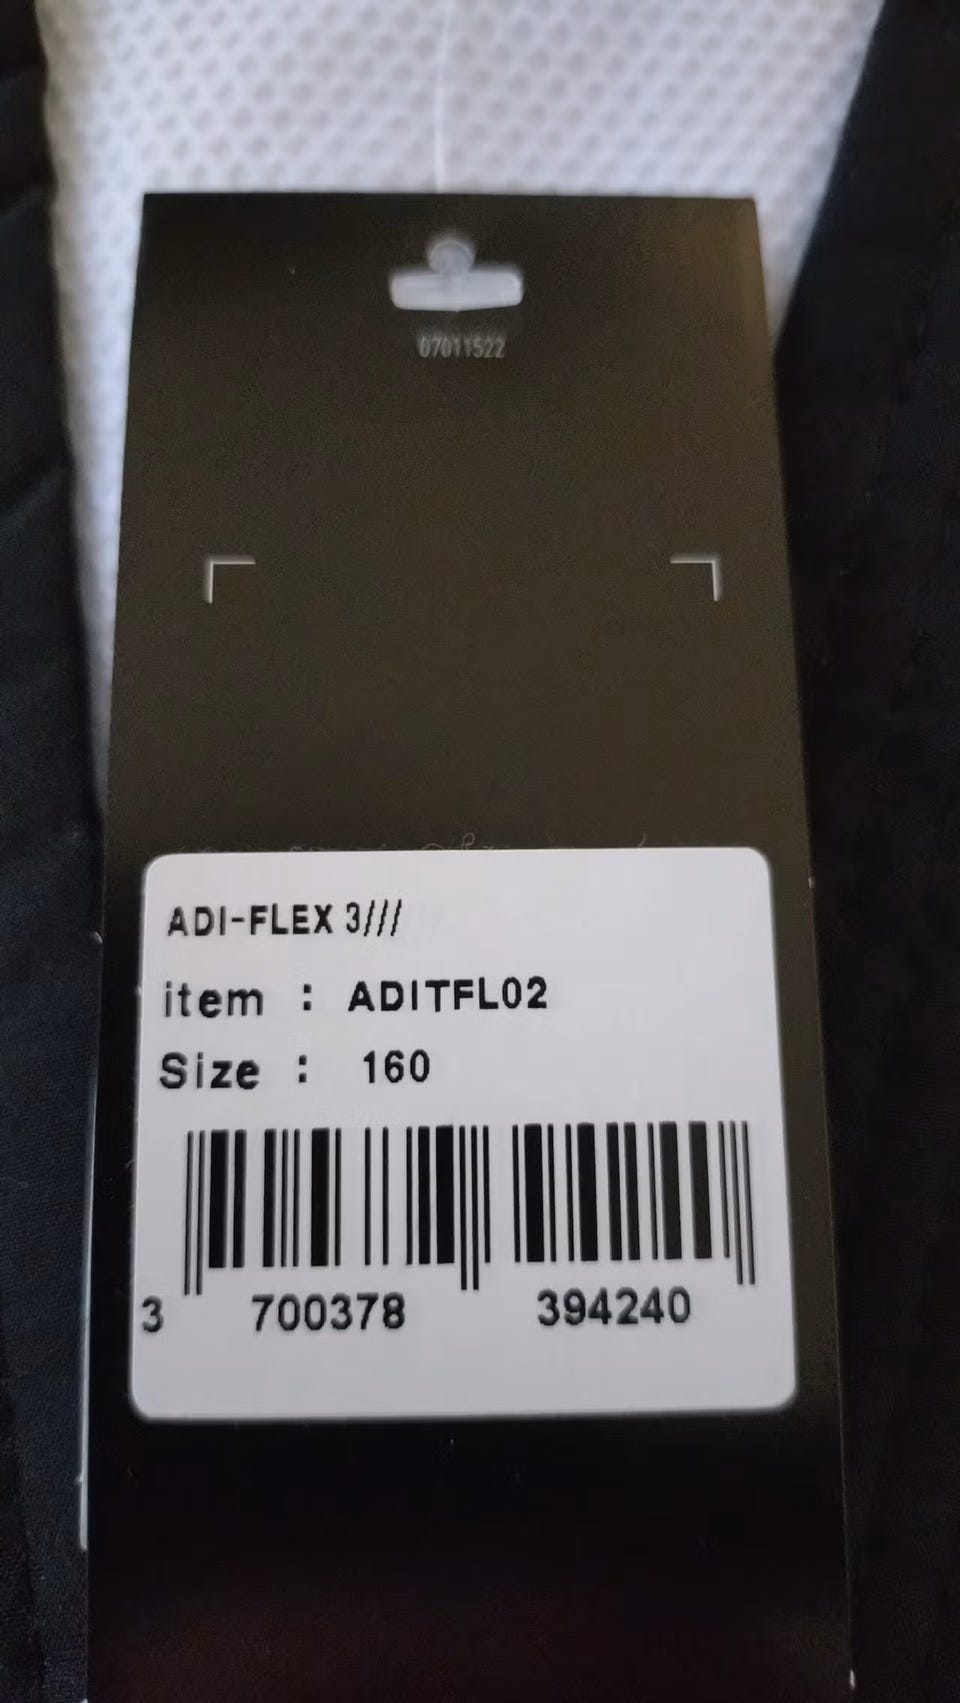 07011522
ADI-FLEX 3///
item : ADITFL02
Size : 160
3 700378 394240